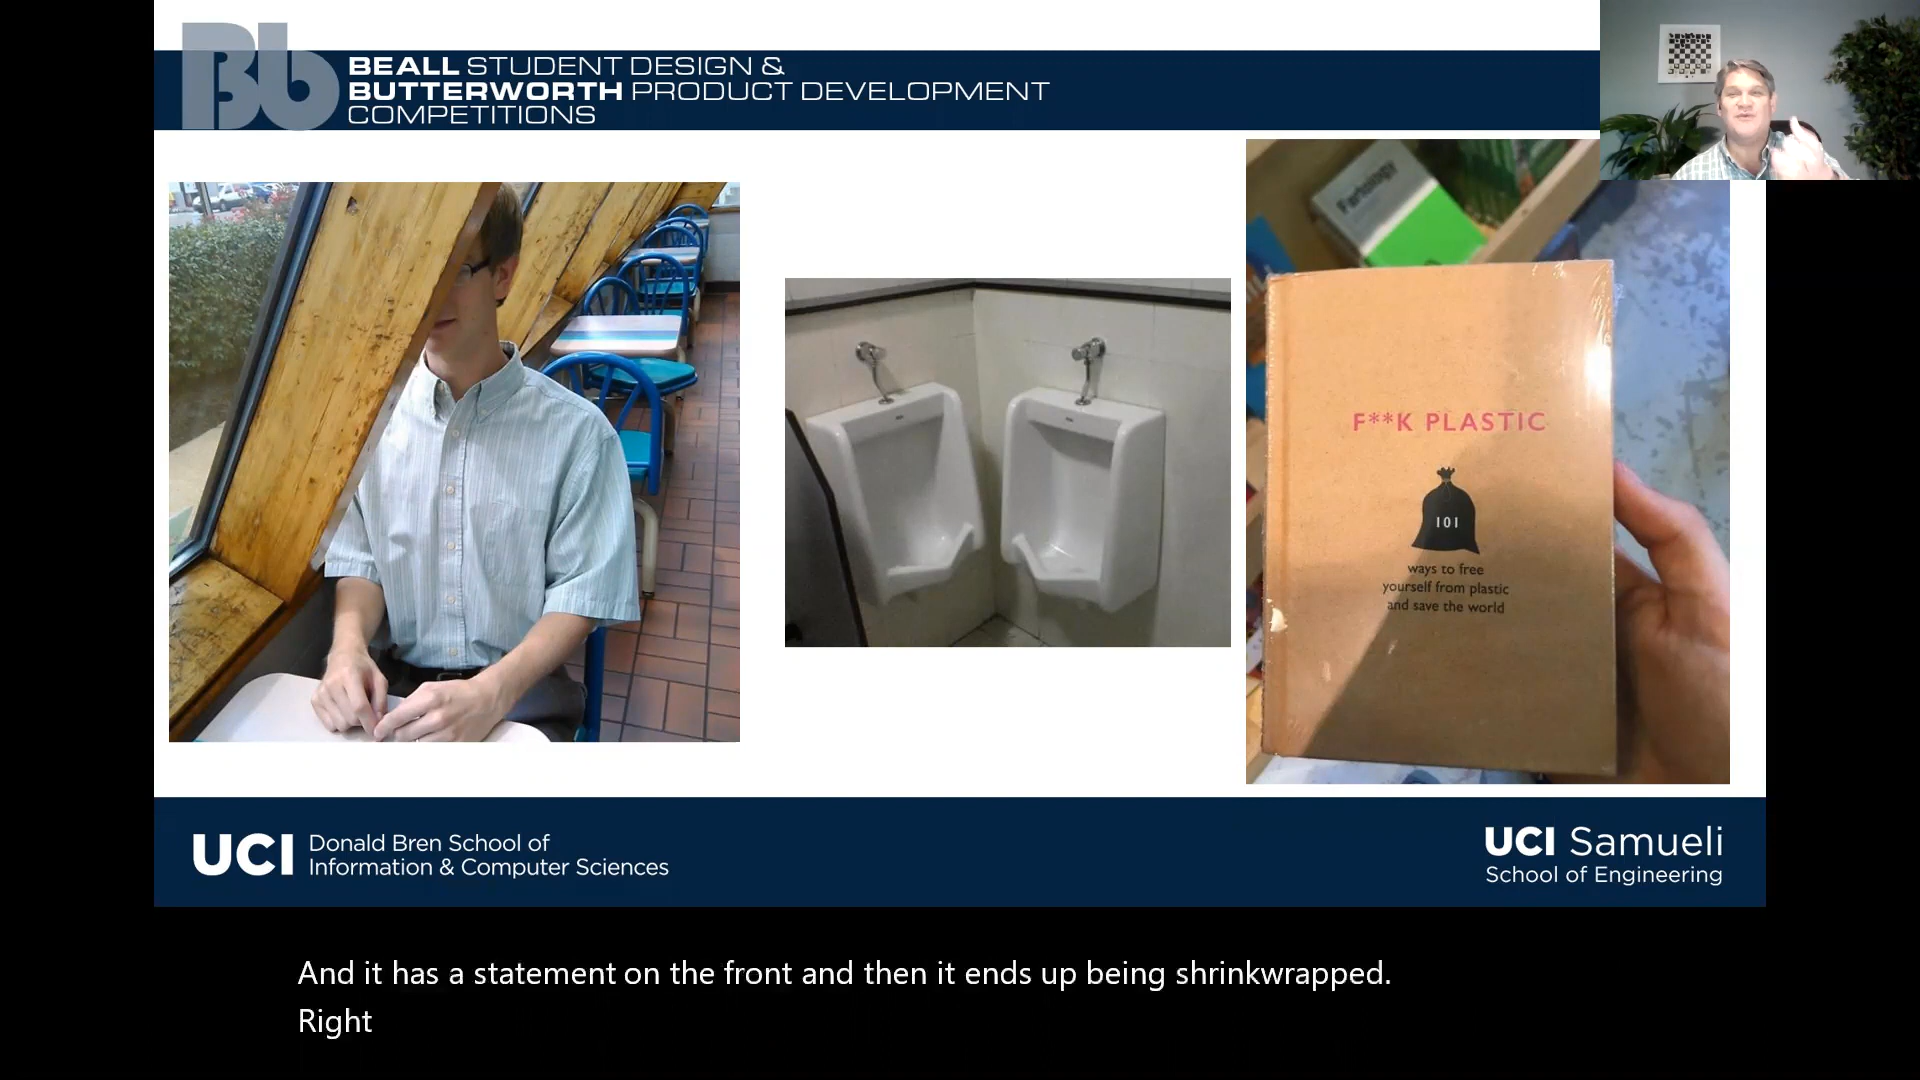 Bb
BEALL STUDENT DESIGN &
BUTTERWORTH PRODUCT DEVELOPMENT
COMPETITIONS
Fartology
F**K PLASTIC
101
ways to free
yourself from plastic
and save the world
UCI Donald Bren School of
Information & Computer Sciences
UCI Samueli
School of Engineering
And it has a statement on the front and then it ends up being shrinkwrapped.
Right